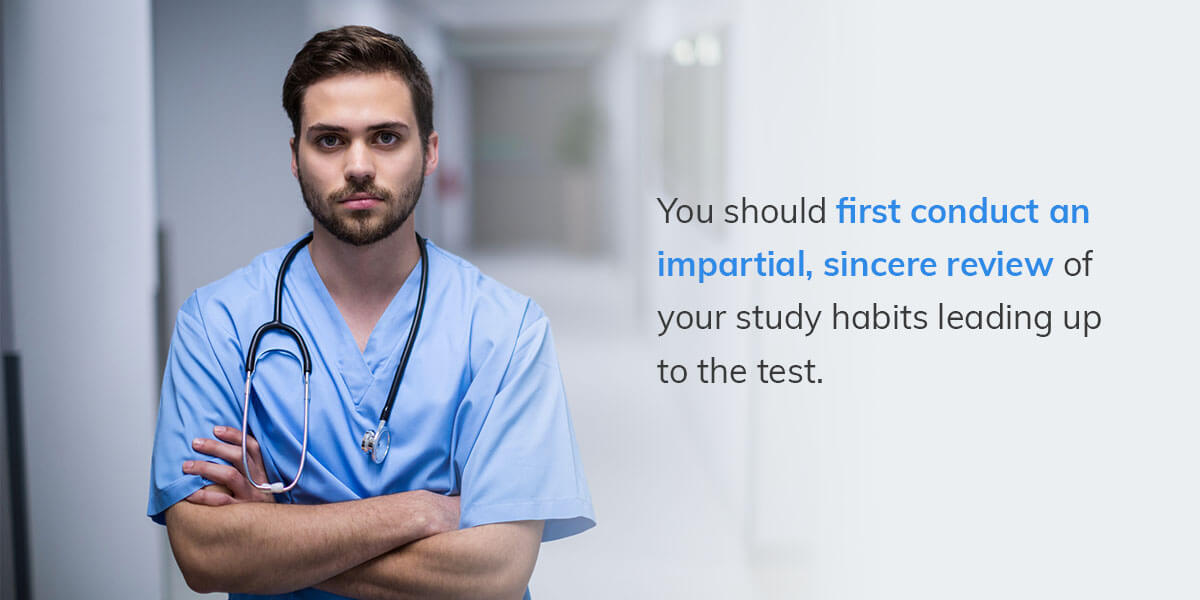 You should first conduct an
impartial, sincere review of
your study habits leading up
to the test.